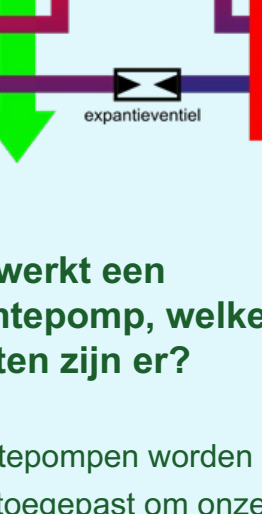 expantieventiel
werkt een
ntepomp, welke
ten zijn er?
tepompen worden
toegepast om onze